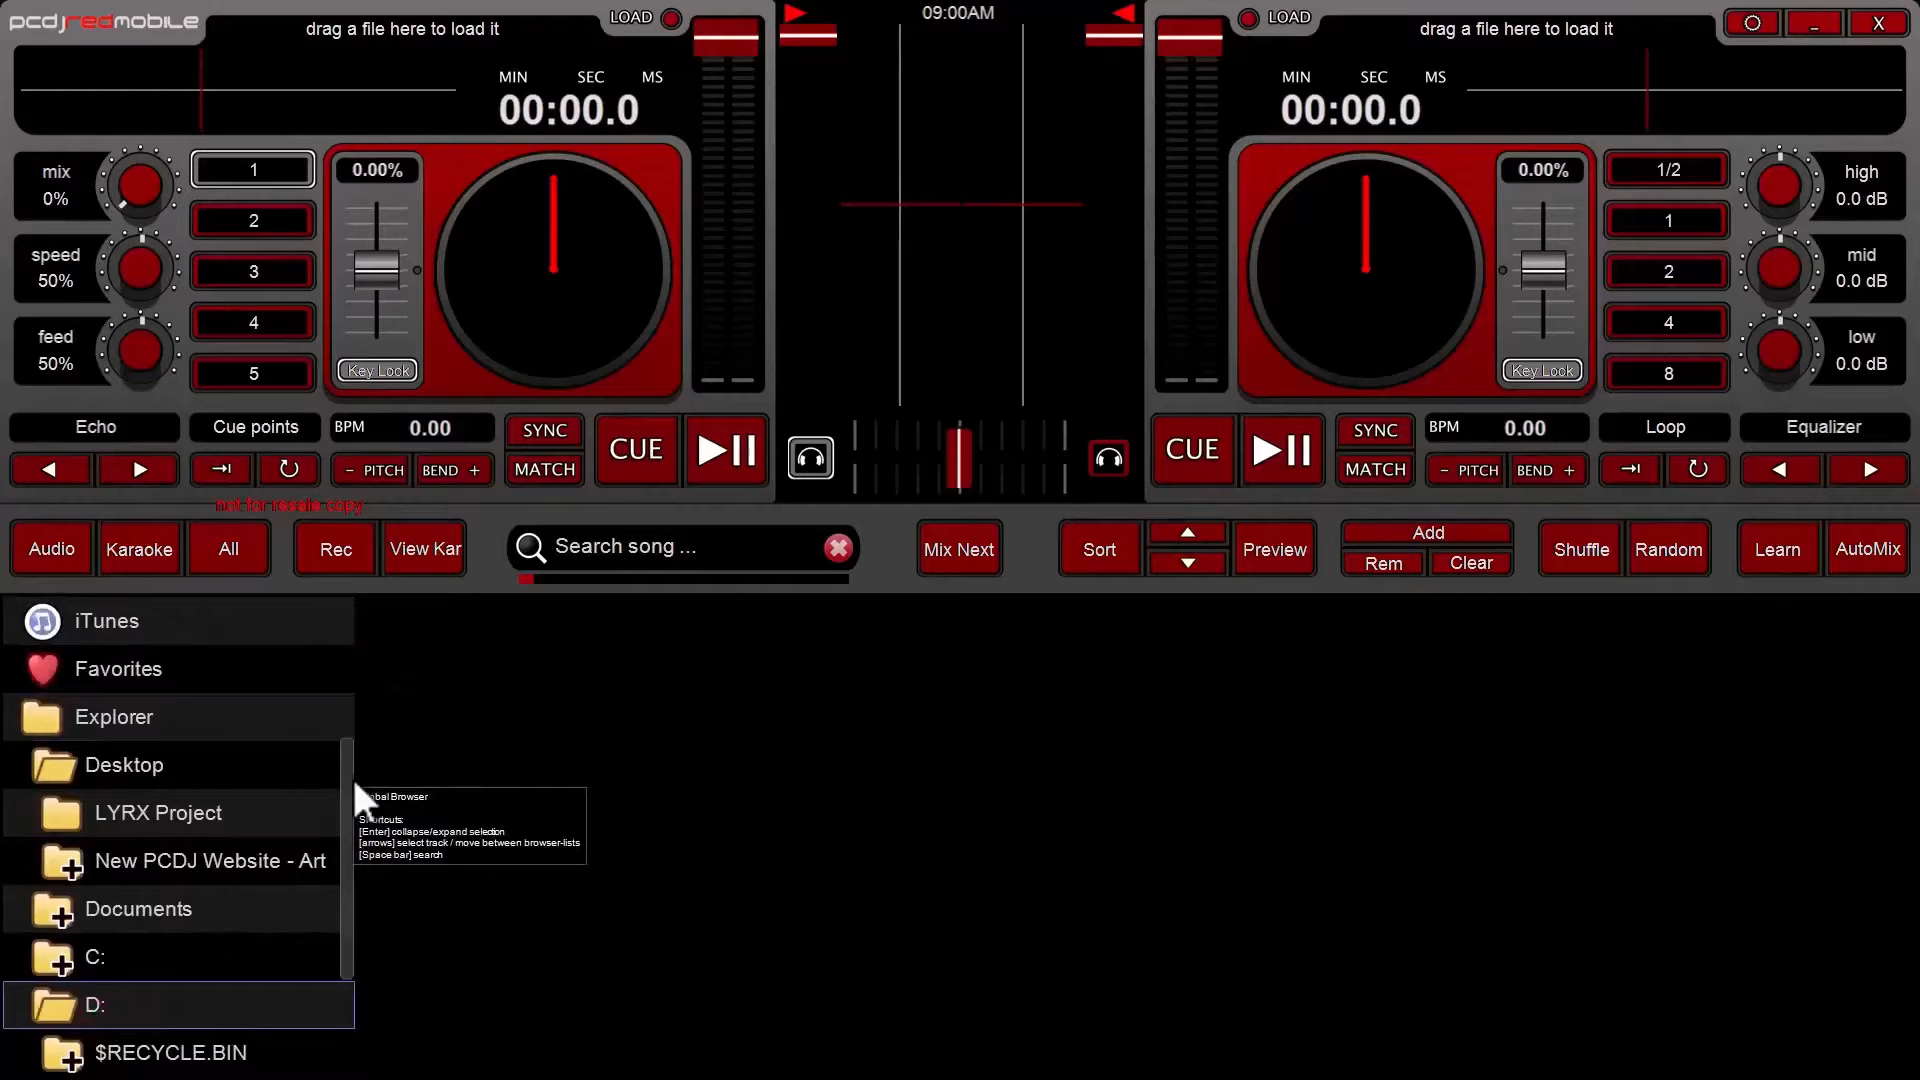 pcdjredmobile
drag a file here to load it
LOAD
09:00AM
LOAD
drag a file here to load it
X
MIN SEC MS
00:00.0
MIN SEC MS
00:00.0
mix
0%
speed
50%
feed
50%
1
2
3
4
5
0.00%
Key Lock
0.00%
Key Lock
1/2
1
2
4
8
high
0.0 dB
mid
0.0 dB
low
0.0 dB
Echo
Cue points
BPM 0.00
SYNC
MATCH
CUE
- PITCH
BEND +
CUE
SYNC
MATCH
BPM 0.00
- PITCH
BEND +
Loop
Equalizer
not for resale copy
Audio
Karaoke
All
Rec
View Kar
Search song ...
Mix Next
Sort
Preview
Add
Rem
Clear
Shuffle
Random
Learn
AutoMix
iTunes
Favorites
Explorer
Desktop
LYRX Project
New PCDJ Website - Art
Documents
C:
D:
$RECYCLE.BIN
Browser
[Enter] collapse/expand selection
[arrows] select track / move between browser-lists
[Space bar] search